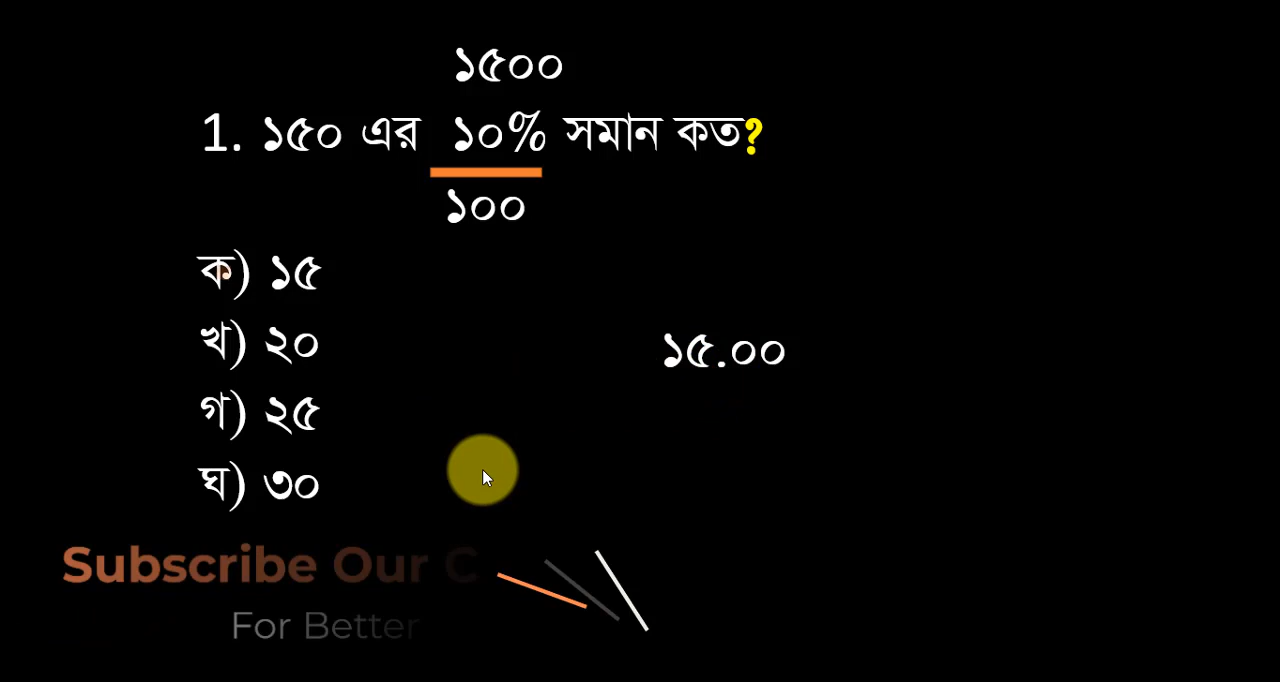 ১৫০০
1. ১৫০ এর ১০% সমান কত?
১০০
ক) ১৫
খ) ২০
১৫.০০
গ) ২৫
ঘ) ৩০
Subscribe Our C
For Better